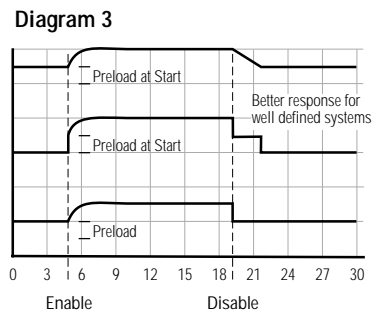 Diagram 3
Preload at Start
Better response for
well defined systems
Preload at Start
Preload
0 3 6 9 12 15 18 21 24 27 30
Enable Disable